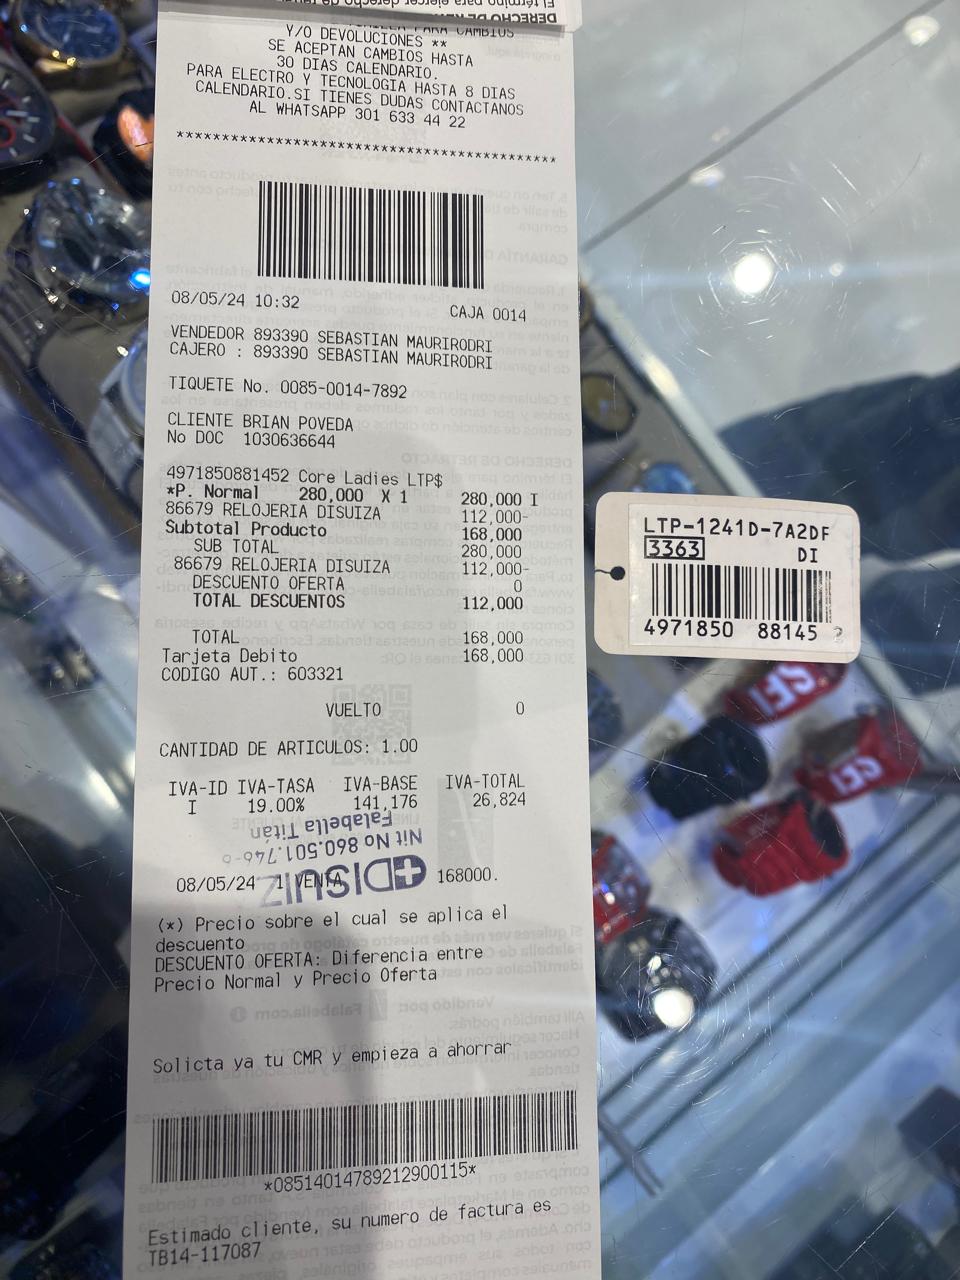 Y/O DEVOLUCIONES **
SE ACEPTAN CAMBIOS HASTA
30 DIAS CALENDARIO.
PARA ELECTRO Y TECNOLOGIA HASTA 8 DIAS
CALENDARIO.SI TIENES DUDAS CONTACTANOS
AL WHATSAPP 301 633 44 22
08/05/24 10:32 CAJA 0014
VENDEDOR 893390 SEBASTIAN MAURIRODRI
CAJERO : 893390 SEBASTIAN MAURIRODRI
TIQUETE No. 0085-0014-7892
CLIENTE BRIAN POVEDA
No DOC 1030636644
4971850881452 Core Ladies LTP$
*P. Normal 280,000 X 1 280,000 I
86679 RELOJERIA DISUIZA 112,000-
Subtotal Producto 168,000
SUB TOTAL 280,000
86679 RELOJERIA DISUIZA 112,000-
DESCUENTO OFERTA 0
TOTAL DESCUENTOS 112,000
TOTAL 168,000
Tarjeta Debito 168,000
CODIGO AUT.: 603321
VUELTO 0
CANTIDAD DE ARTICULOS: 1.00
IVA-ID IVA-TASA IVA-BASE IVA-TOTAL
I 19.00% 141,176 26,824
Falabella Titán
Nit No 860.501.746-6
DISUIZ
08/05/24 1 VENTA 168000.
(*) Precio sobre el cual se aplica el
descuento
DESCUENTO OFERTA: Diferencia entre
Precio Normal y Precio Oferta
Solicta ya tu CMR y empieza a ahorrar
*08514014789212900115*
Estimado cliente, su numero de factura es
TB14-117087
LTP-1241D-7A2DF
3363 DI
4971850 88145
SEI
SEI